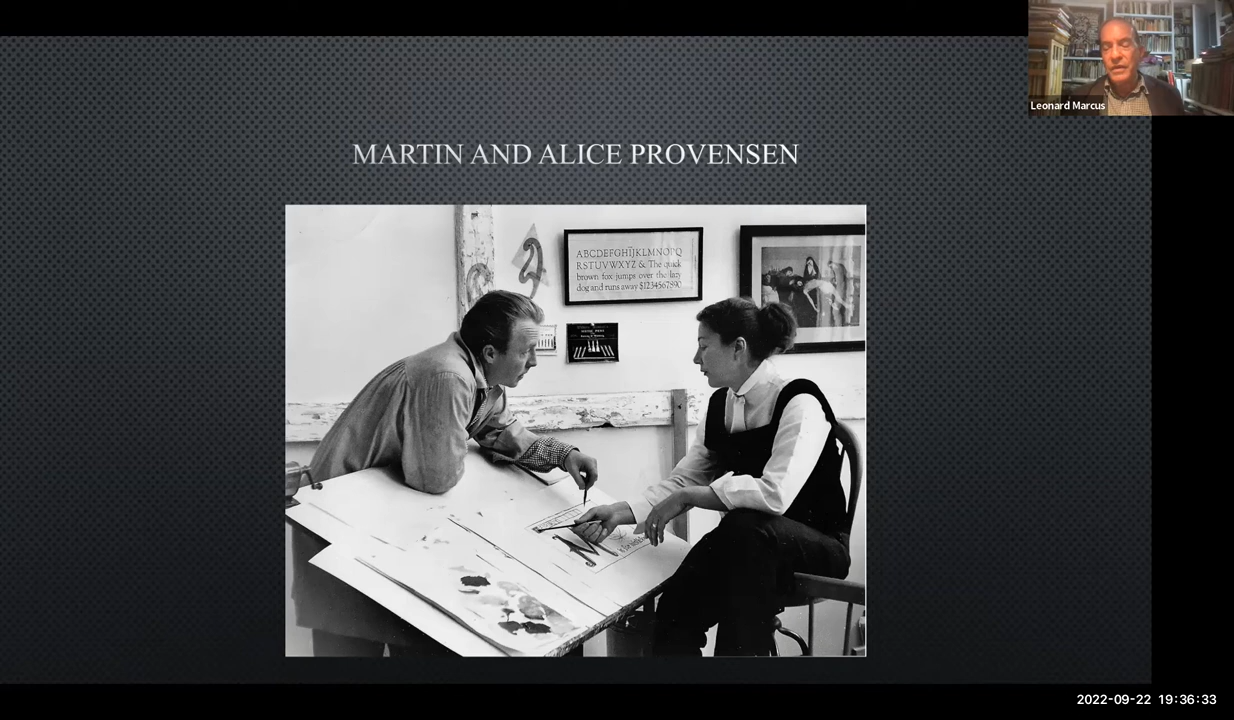 Leonard Marcus
MARTIN AND ALICE PROVENSEN
ABCDEFGHIJKLMNOPQ
RSTUVWXYZ & The quick
brown fox jumps over the lazy
dog and runs away $1234567890
2022-09-22 19:36:33